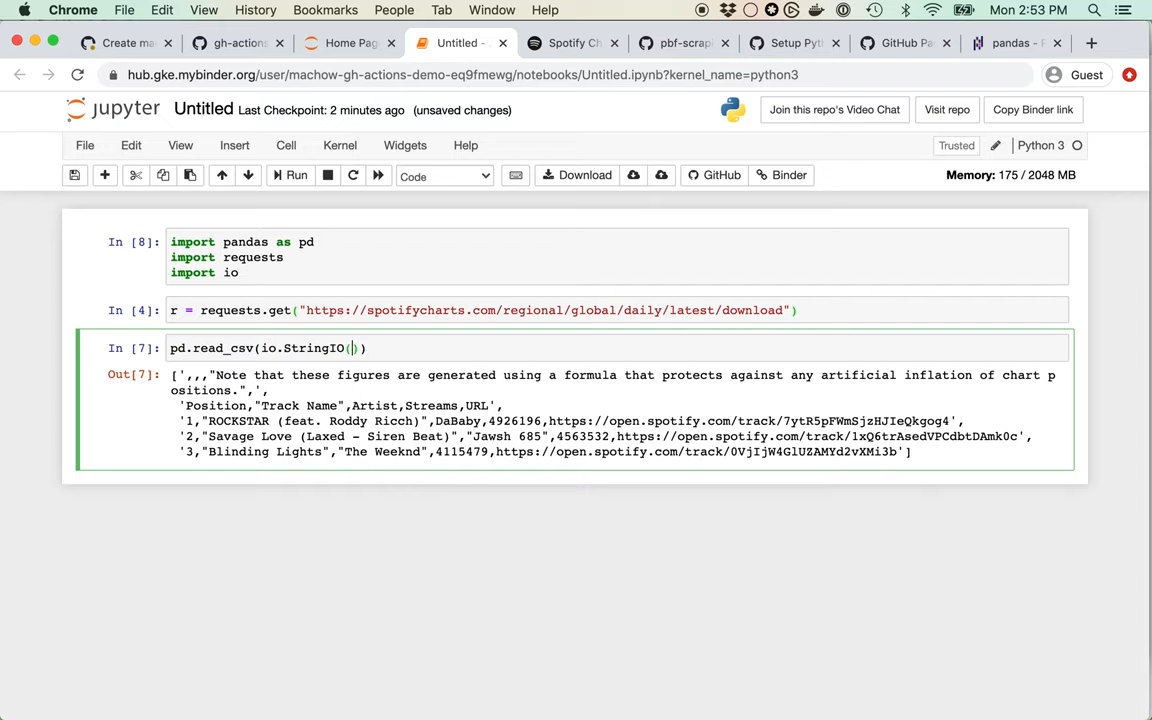 Chrome File Edit View History Bookmarks People Tab Window Help Mon 2:53 PM
Create ma gh-actions Home Pag Untitled - Spotify Ch pbf-scrap Setup Pyt GitHub Pa pandas - F
hub.gke.mybinder.org/user/machow-gh-actions-demo-eq9fmewg/notebooks/Untitled.ipynb?kernel_name=python3 Guest
jupyter Untitled Last Checkpoint: 2 minutes ago (unsaved changes) Join this repo's Video Chat Visit repo Copy Binder link
File Edit View Insert Cell Kernel Widgets Help Trusted Python 3
Run Code Download GitHub Binder Memory: 175 / 2048 MB
In [8]: import pandas as pd
import requests
import io
In [4]: r = requests.get("https://spotifycharts.com/regional/global/daily/latest/download")
In [7]: pd.read_csv(io.StringIO())
Out[7]: [',,,"Note that these figures are generated using a formula that protects against any artificial inflation of chart p
ositions.",',
'Position,"Track Name",Artist,Streams,URL',
'1,"ROCKSTAR (feat. Roddy Ricch)",DaBaby,4926196,https://open.spotify.com/track/7ytR5pFWmSjzHJIeQkgog4',
'2,"Savage Love (Laxed - Siren Beat)","Jawsh 685",4563532,https://open.spotify.com/track/1xQ6trAsedVPCdbtDAmk0c',
'3,"Blinding Lights","The Weeknd",4115479,https://open.spotify.com/track/0VjIjW4GlUZAMYd2vXMi3b']